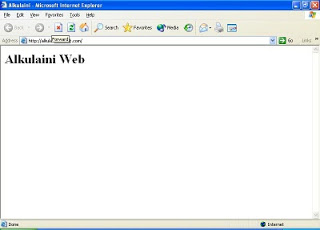 Alkulaini - Microsoft Internet Explorer
File Edit View Favorites Tools Help
Back Search Favorites Media
Address Forward Go Links
Alkulaini Web
Done Internet